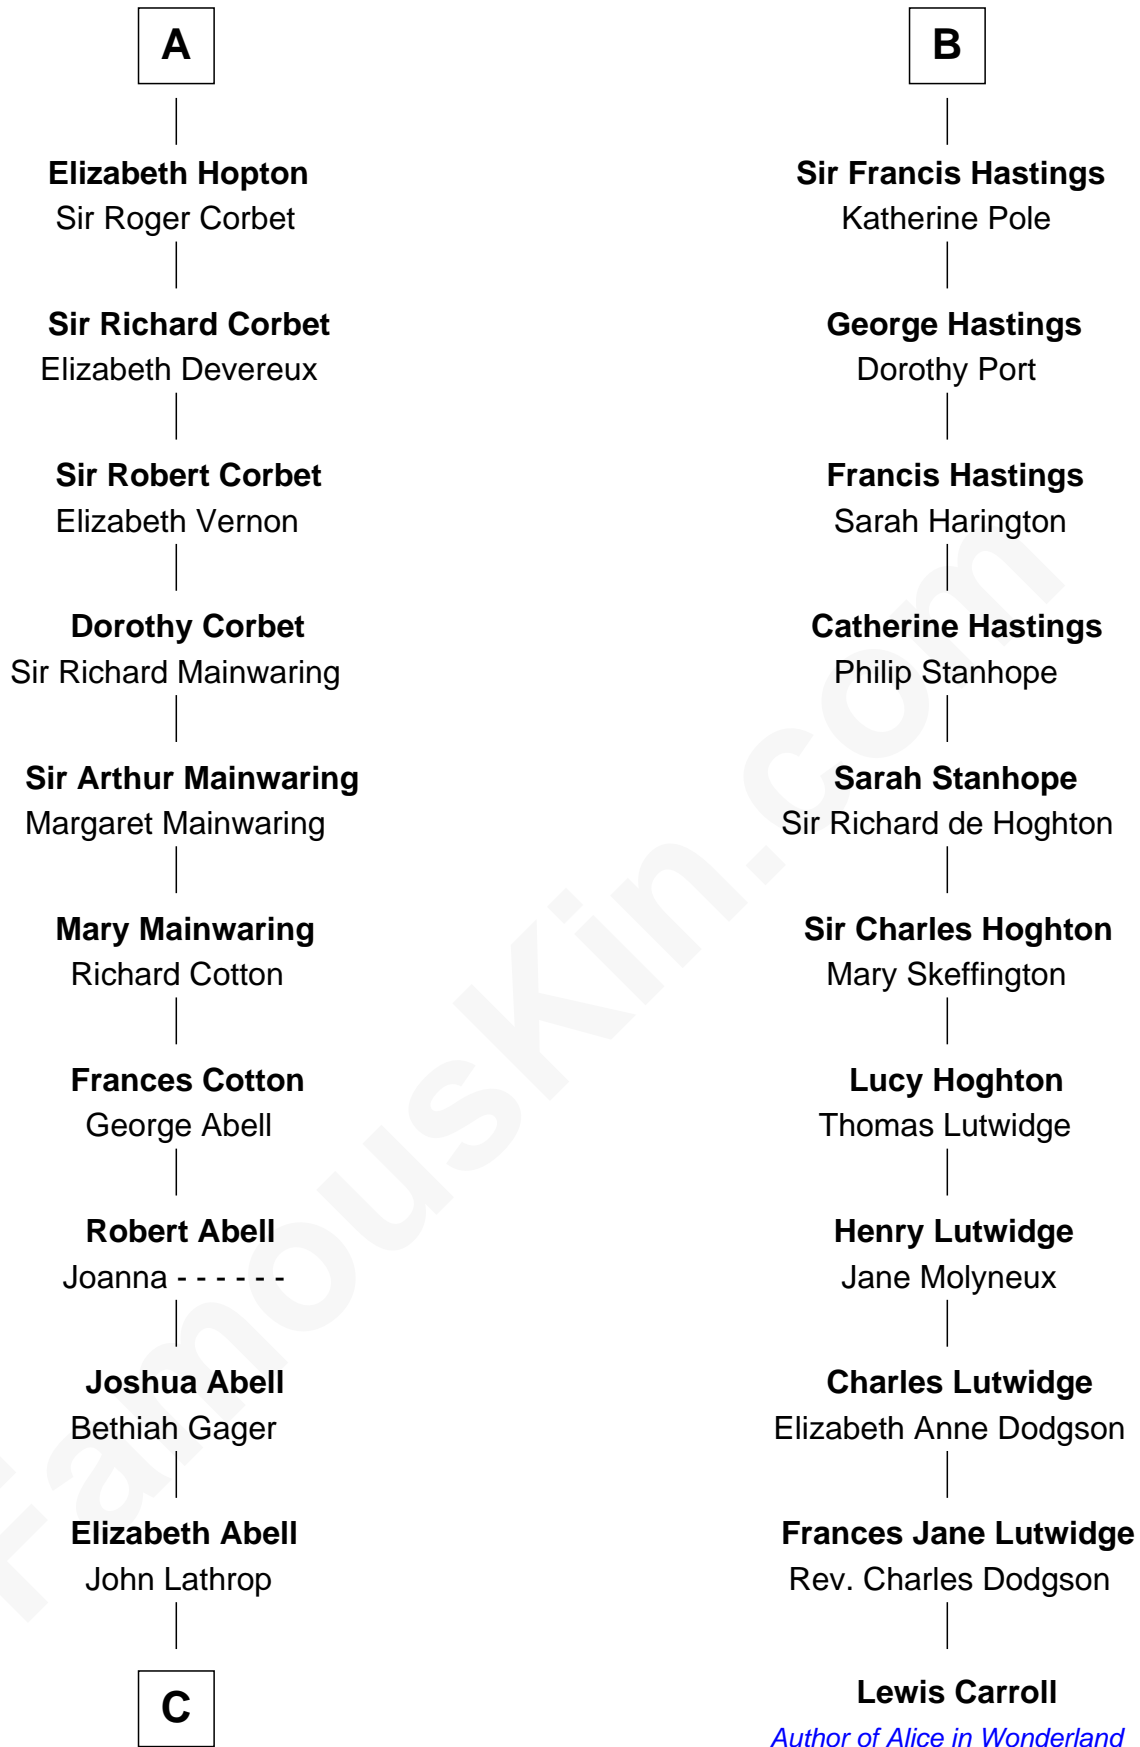 A
Elizabeth Hopton
Sir Roger Corbet
Sir Richard Corbet
Elizabeth Devereux
Sir Robert Corbet
Elizabeth Vernon
Dorothy Corbet
Sir Richard Mainwaring
Sir Arthur Mainwaring
Margaret Mainwaring
Mary Mainwaring
Richard Cotton
Frances Cotton
George Abell
Robert Abell
Joanna - - - - - -
Joshua Abell
Bethiah Gager
Elizabeth Abell
John Lathrop
C
B
Sir Francis Hastings
Katherine Pole
George Hastings
Dorothy Port
Francis Hastings
Sarah Harington
Catherine Hastings
Philip Stanhope
Sarah Stanhope
Sir Richard de Hoghton
Sir Charles Hoghton
Mary Skeffington
Lucy Hoghton
Thomas Lutwidge
Henry Lutwidge
Jane Molyneux
Charles Lutwidge
Elizabeth Anne Dodgson
Frances Jane Lutwidge
Rev. Charles Dodgson
Lewis Carroll
Author of Alice in Wonderland
FamousKin.com